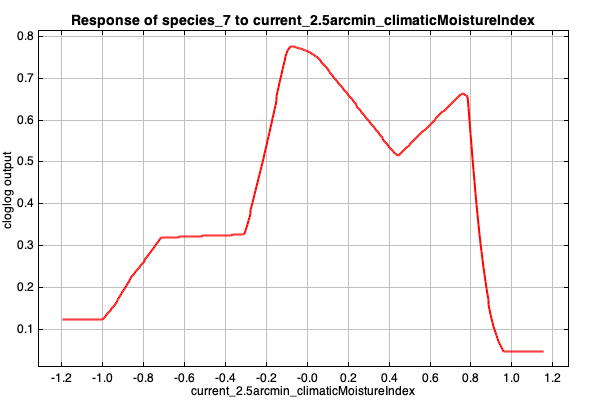 Response of species_7 to current_2.5arcmin_climaticMoistureIndex
cloglog output
0.8
0.7
0.6
0.5
0.4
0.3
0.2
0.1
-1.2 -1.0 -0.8 -0.6 -0.4 -0.2 -0.0 0.2 0.4 0.6 0.8 1.0 1.2
current_2.5arcmin_climaticMoistureIndex